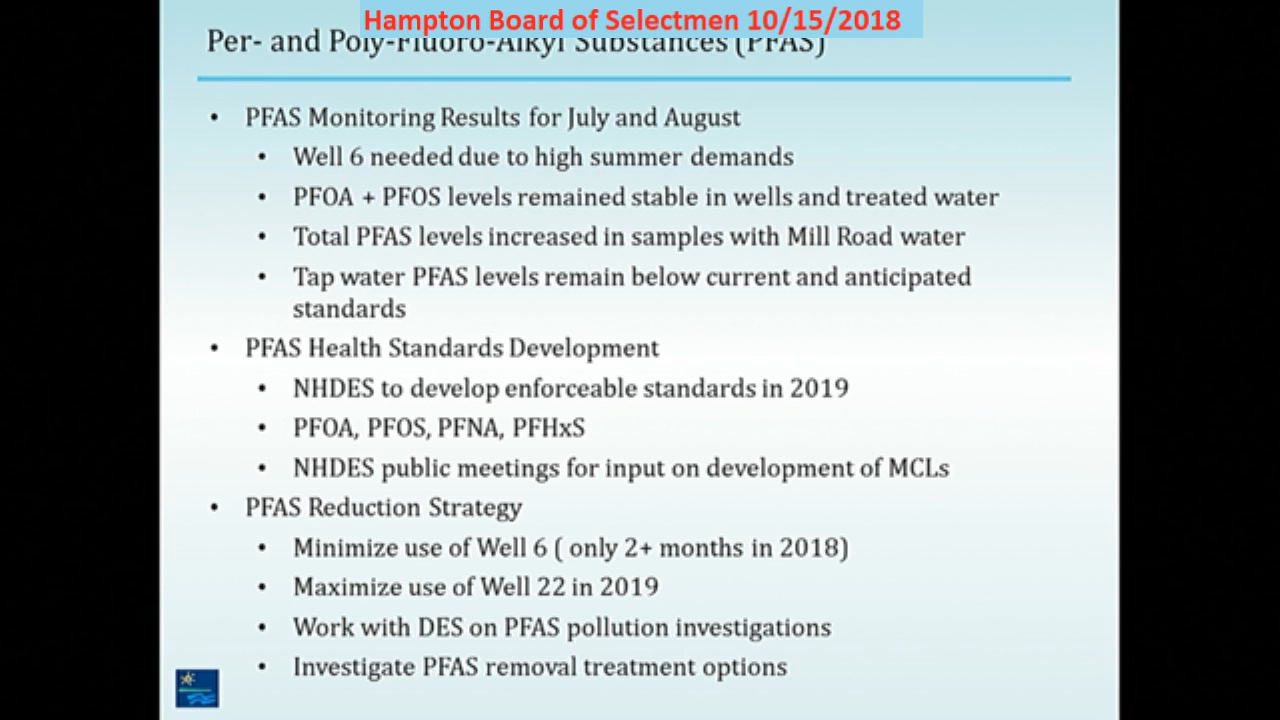 Hampton Board of Selectmen 10/15/2018
Per- and Poly-Fluoro-Alkyl Substances (PFAS)
• PFAS Monitoring Results for July and August
• Well 6 needed due to high summer demands
• PFOA + PFOS levels remained stable in wells and treated water
• Total PFAS levels increased in samples with Mill Road water
• Tap water PFAS levels remain below current and anticipated
standards
• PFAS Health Standards Development
• NHDES to develop enforceable standards in 2019
• PFOA, PFOS, PFNA, PFHxS
• NHDES public meetings for input on development of MCLs
• PFAS Reduction Strategy
• Minimize use of Well 6 ( only 2+ months in 2018)
• Maximize use of Well 22 in 2019
• Work with DES on PFAS pollution investigations
• Investigate PFAS removal treatment options